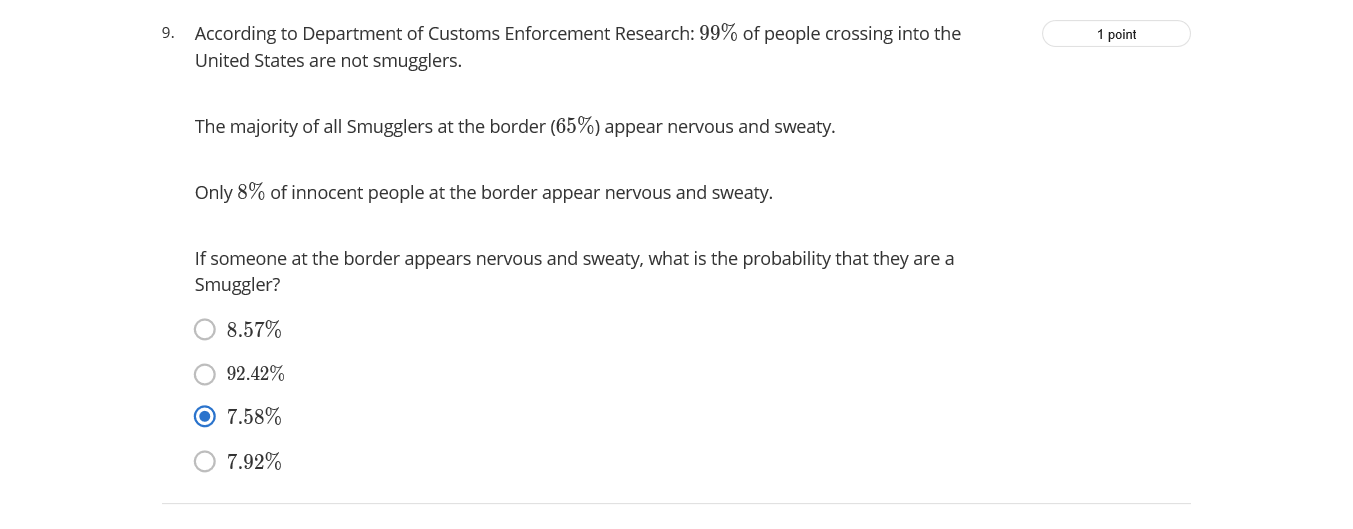 9. According to Department of Customs Enforcement Research: 99% of people crossing into the
1 point
United States are not smugglers.
The majority of all Smugglers at the border (65%) appear nervous and sweaty.
Only 8% of innocent people at the border appear nervous and sweaty.
If someone at the border appears nervous and sweaty, what is the probability that they are a
Smuggler?
8.57%
92.42%
7.58%
7.92%